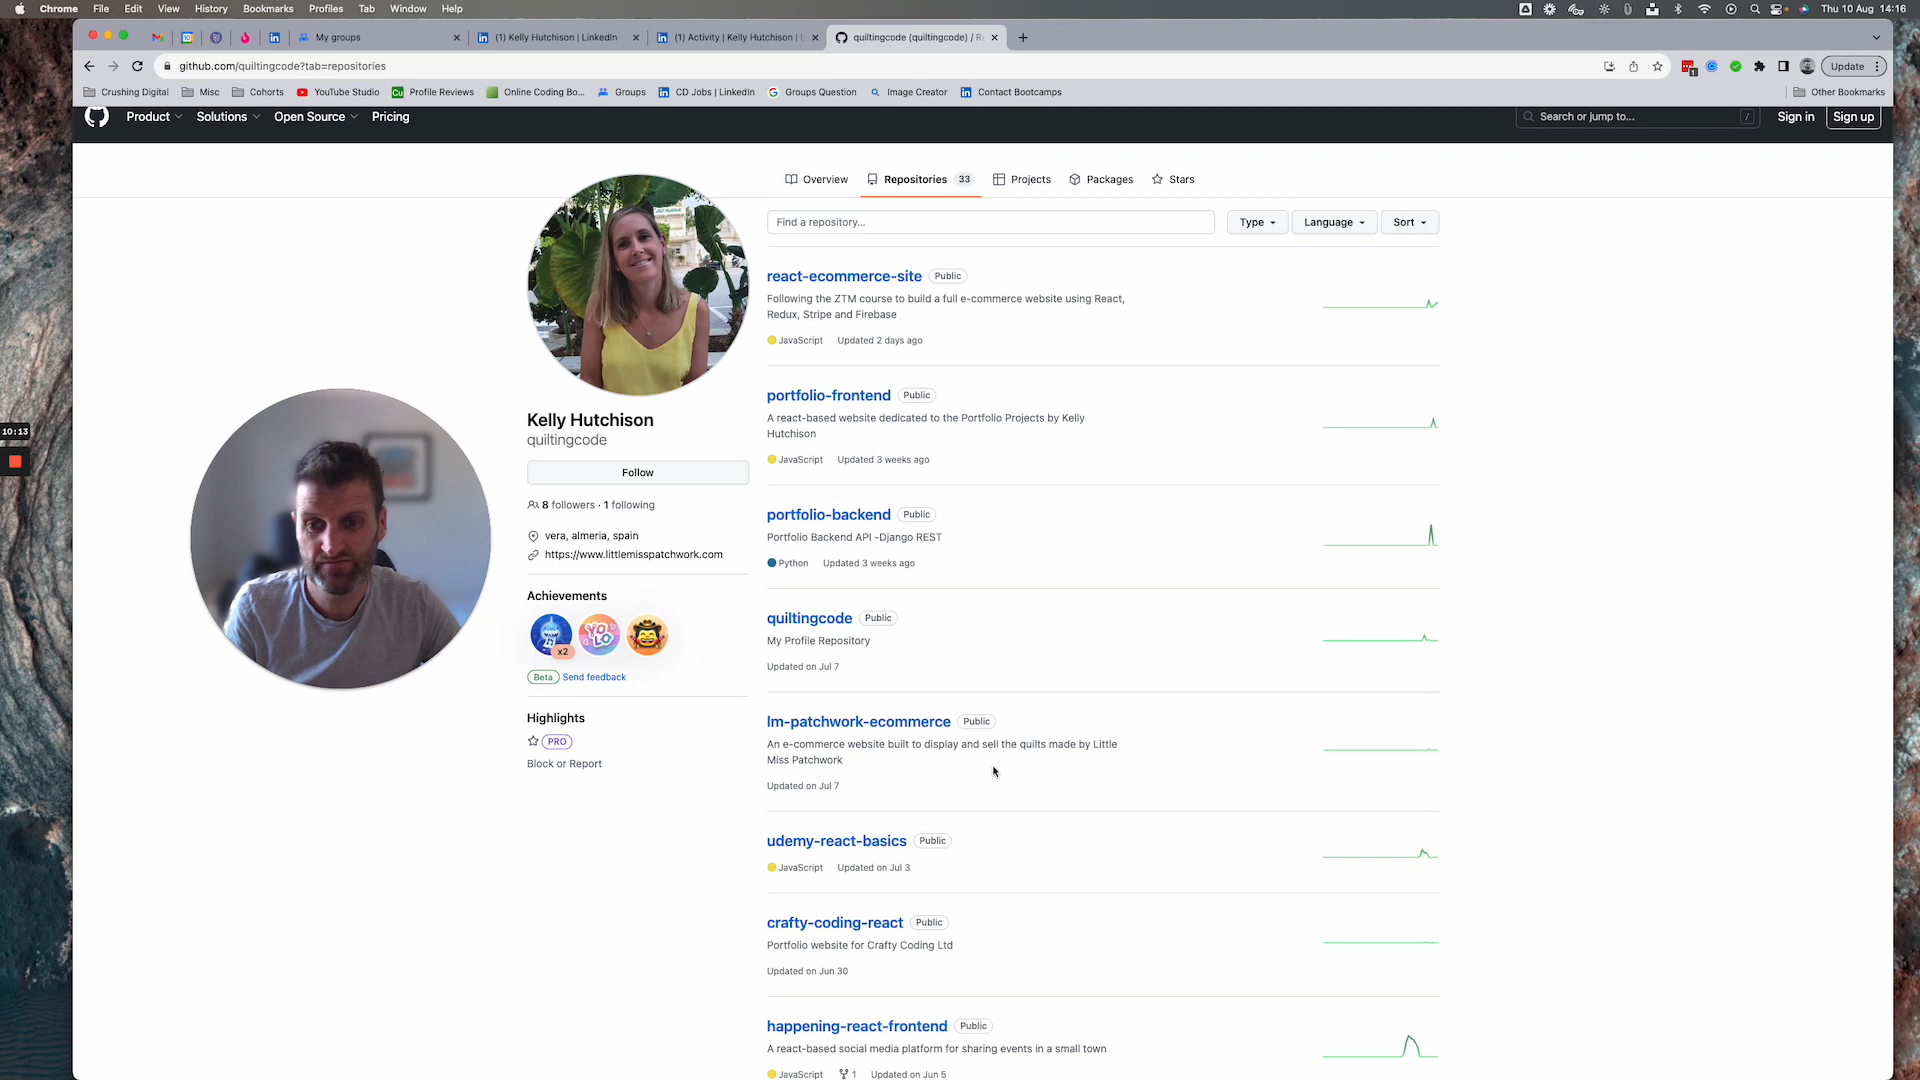 Chrome File Edit View History Bookmarks Profiles Tab Window Help
Thu 10 Aug 14:16
My groups
(1) Kelly Hutchison | LinkedIn
(1) Activity | Kelly Hutchison |
quiltingcode (quiltingcode) / Re
github.com/quiltingcode?tab=repositories
Update
Crushing Digital Misc Cohorts YouTube Studio Profile Reviews Online Coding Bo... Groups CD Jobs | LinkedIn Groups Question Image Creator Contact Bootcamps Other Bookmarks
Product Solutions Open Source Pricing
Search or jump to... /
Sign in Sign up
Overview Repositories 33 Projects Packages Stars
Find a repository...
Type Language Sort
react-ecommerce-site Public
Following the ZTM course to build a full e-commerce website using React,
Redux, Stripe and Firebase
JavaScript Updated 2 days ago
portfolio-frontend Public
A react-based website dedicated to the Portfolio Projects by Kelly
Hutchison
JavaScript Updated 3 weeks ago
portfolio-backend Public
Portfolio Backend API -Django REST
Python Updated 3 weeks ago
quiltingcode Public
My Profile Repository
Updated on Jul 7
lm-patchwork-ecommerce Public
An e-commerce website built to display and sell the quilts made by Little
Miss Patchwork
Updated on Jul 7
udemy-react-basics Public
JavaScript Updated on Jul 3
crafty-coding-react Public
Portfolio website for Crafty Coding Ltd
Updated on Jun 30
happening-react-frontend Public
A react-based social media platform for sharing events in a small town
JavaScript 1 Updated on Jun 5
Kelly Hutchison
quiltingcode
Follow
8 followers · 1 following
vera, almeria, spain
https://www.littlemisspatchwork.com
Achievements
x2
YOLO
Beta Send feedback
Highlights
PRO
Block or Report
10:13